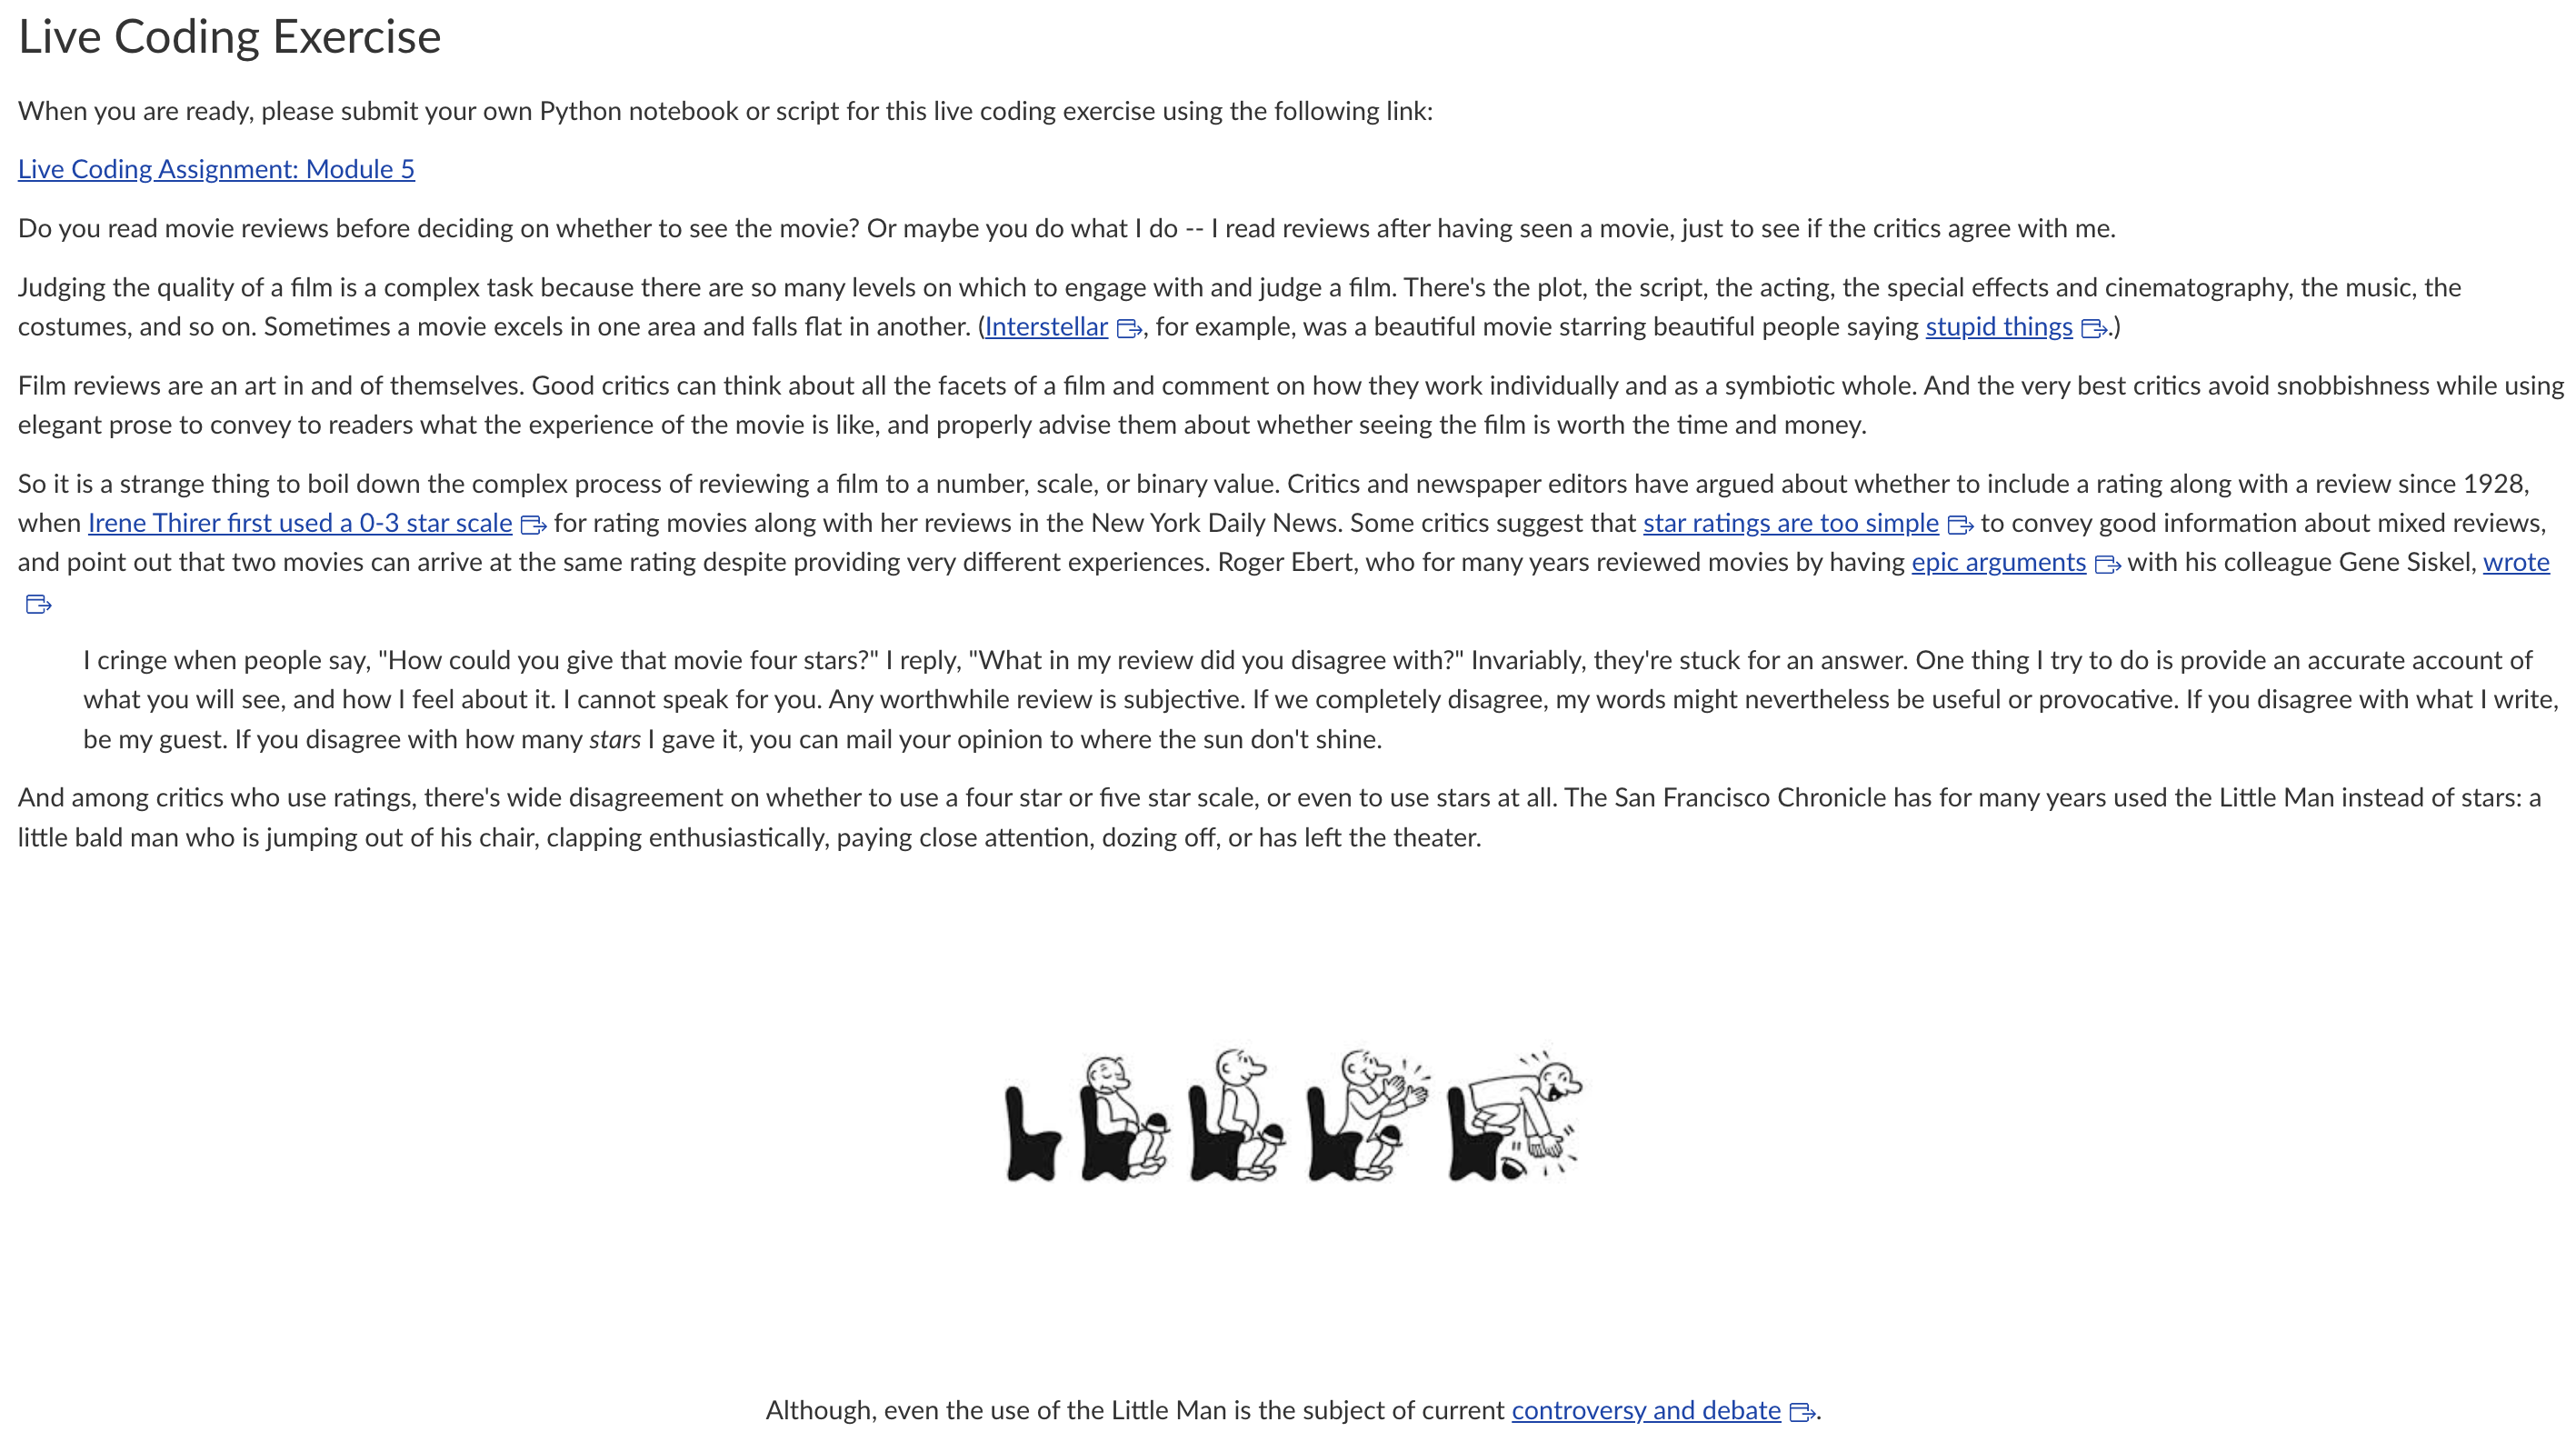 Live Coding Exercise
When you are ready, please submit your own Python notebook or script for this live coding exercise using the following link:
Live Coding Assignment: Module 5
Do you read movie reviews before deciding on whether to see the movie? Or maybe you do what I do -- I read reviews after having seen a movie, just to see if the critics agree with me.
Judging the quality of a film is a complex task because there are so many levels on which to engage with and judge a film. There's the plot, the script, the acting, the special effects and cinematography, the music, the
costumes, and so on. Sometimes a movie excels in one area and falls flat in another. (Interstellar, for example, was a beautiful movie starring beautiful people saying stupid things.)
Film reviews are an art in and of themselves. Good critics can think about all the facets of a film and comment on how they work individually and as a symbiotic whole. And the very best critics avoid snobbishness while using
elegant prose to convey to readers what the experience of the movie is like, and properly advise them about whether seeing the film is worth the time and money.
So it is a strange thing to boil down the complex process of reviewing a film to a number, scale, or binary value. Critics and newspaper editors have argued about whether to include a rating along with a review since 1928,
when Irene Thirer first used a 0-3 star scale for rating movies along with her reviews in the New York Daily News. Some critics suggest that star ratings are too simple to convey good information about mixed reviews,
and point out that two movies can arrive at the same rating despite providing very different experiences. Roger Ebert, who for many years reviewed movies by having epic arguments with his colleague Gene Siskel, wrote
I cringe when people say, "How could you give that movie four stars?" I reply, "What in my review did you disagree with?" Invariably, they're stuck for an answer. One thing I try to do is provide an accurate account of
what you will see, and how I feel about it. I cannot speak for you. Any worthwhile review is subjective. If we completely disagree, my words might nevertheless be useful or provocative. If you disagree with what I write,
be my guest. If you disagree with how many stars I gave it, you can mail your opinion to where the sun don't shine.
And among critics who use ratings, there's wide disagreement on whether to use a four star or five star scale, or even to use stars at all. The San Francisco Chronicle has for many years used the Little Man instead of stars: a
little bald man who is jumping out of his chair, clapping enthusiastically, paying close attention, dozing off, or has left the theater.
Although, even the use of the Little Man is the subject of current controversy and debate.